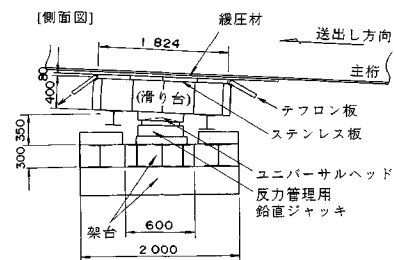 [側面図]
緩圧材
送出し方向
1 824
主桁
80
400
(滑り台)
テフロン板
ステンレス板
350
300
ユニバーサルヘッド
反力管理用
鉛直ジャッキ
架台
600
2 000